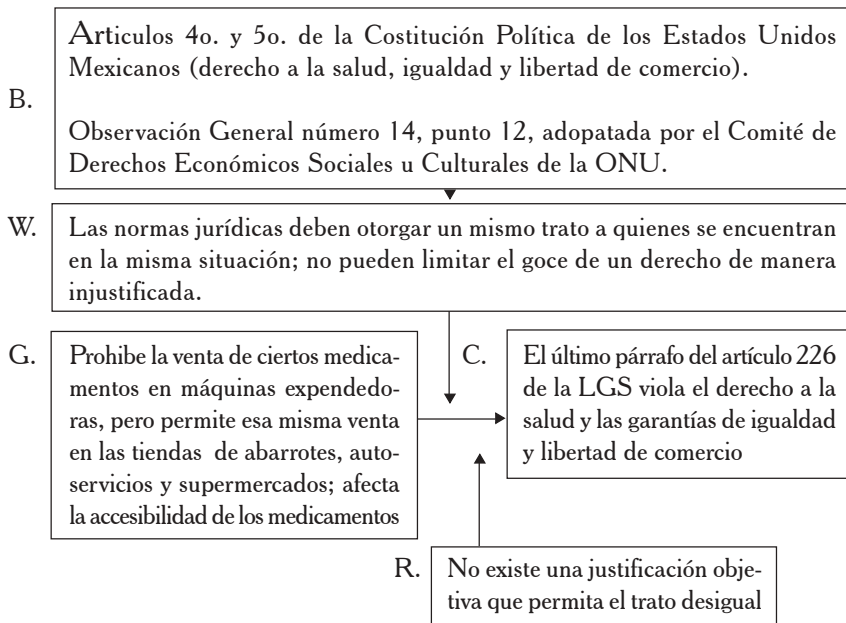 B.
Articulos 4o. y 5o. de la Costitución Política de los Estados Unidos
Mexicanos (derecho a la salud, igualdad y libertad de comercio).
Observación General número 14, punto 12, adopatada por el Comité de
Derechos Económicos Sociales u Culturales de la ONU.
W.
Las normas jurídicas deben otorgar un mismo trato a quienes se encuentran
en la misma situación; no pueden limitar el goce de un derecho de manera
injustificada.
G.
Prohibe la venta de ciertos medica-
mentos en máquinas expendedo-
ras, pero permite esa misma venta
en las tiendas de abarrotes, auto-
servicios y supermercados; afecta
la accesibilidad de los medicamentos
C.
El último párrafo del artículo 226
de la LGS viola el derecho a la
salud y las garantías de igualdad
y libertad de comercio
R.
No existe una justificación obje-
tiva que permita el trato desigual